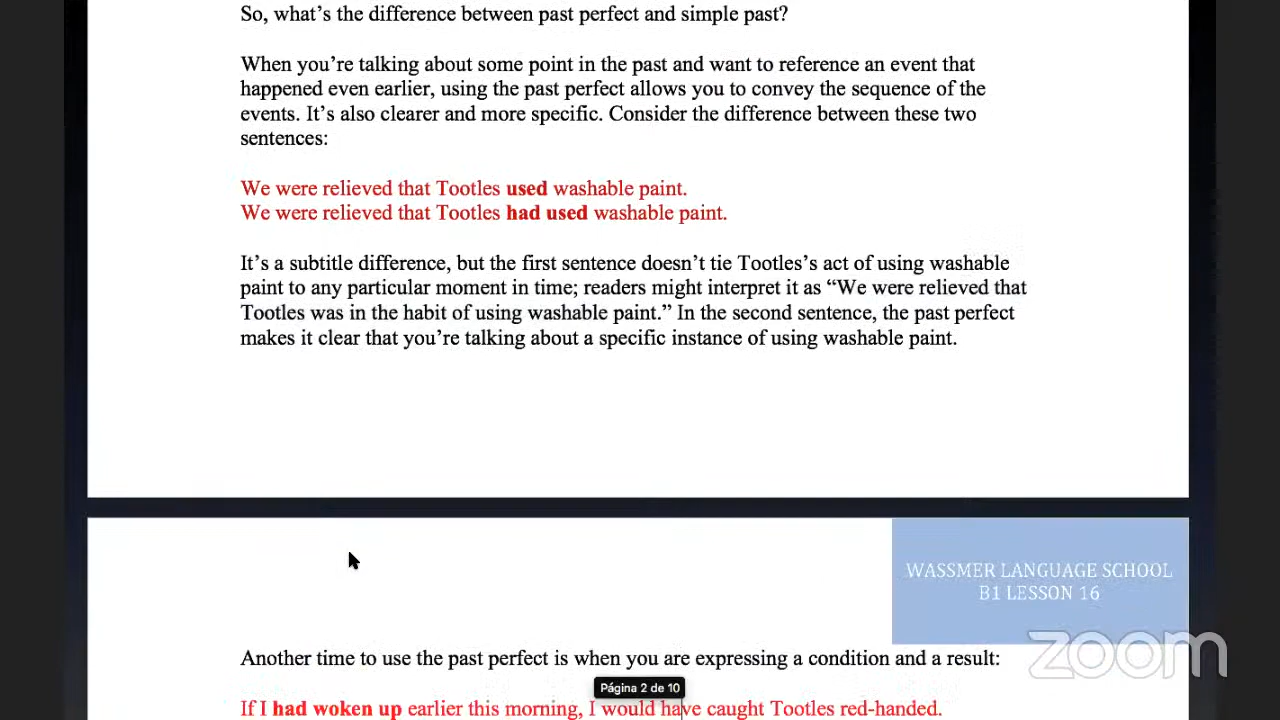 So, what's the difference between past perfect and simple past?
When you're talking about some point in the past and want to reference an event that
happened even earlier, using the past perfect allows you to convey the sequence of the
events. It's also clearer and more specific. Consider the difference between these two
sentences:
We were relieved that Tootles used washable paint.
We were relieved that Tootles had used washable paint.
It's a subtitle difference, but the first sentence doesn't tie Tootles's act of using washable
paint to any particular moment in time; readers might interpret it as “We were relieved that
Tootles was in the habit of using washable paint.” In the second sentence, the past perfect
makes it clear that you're talking about a specific instance of using washable paint.
WASSMER LANGUAGE SCHOOL
B1 LESSON 16
zoom
Another time to use the past perfect is when you are expressing a condition and a result:
Página 2 de 10
If I had woken up earlier this morning, I would have caught Tootles red-handed.